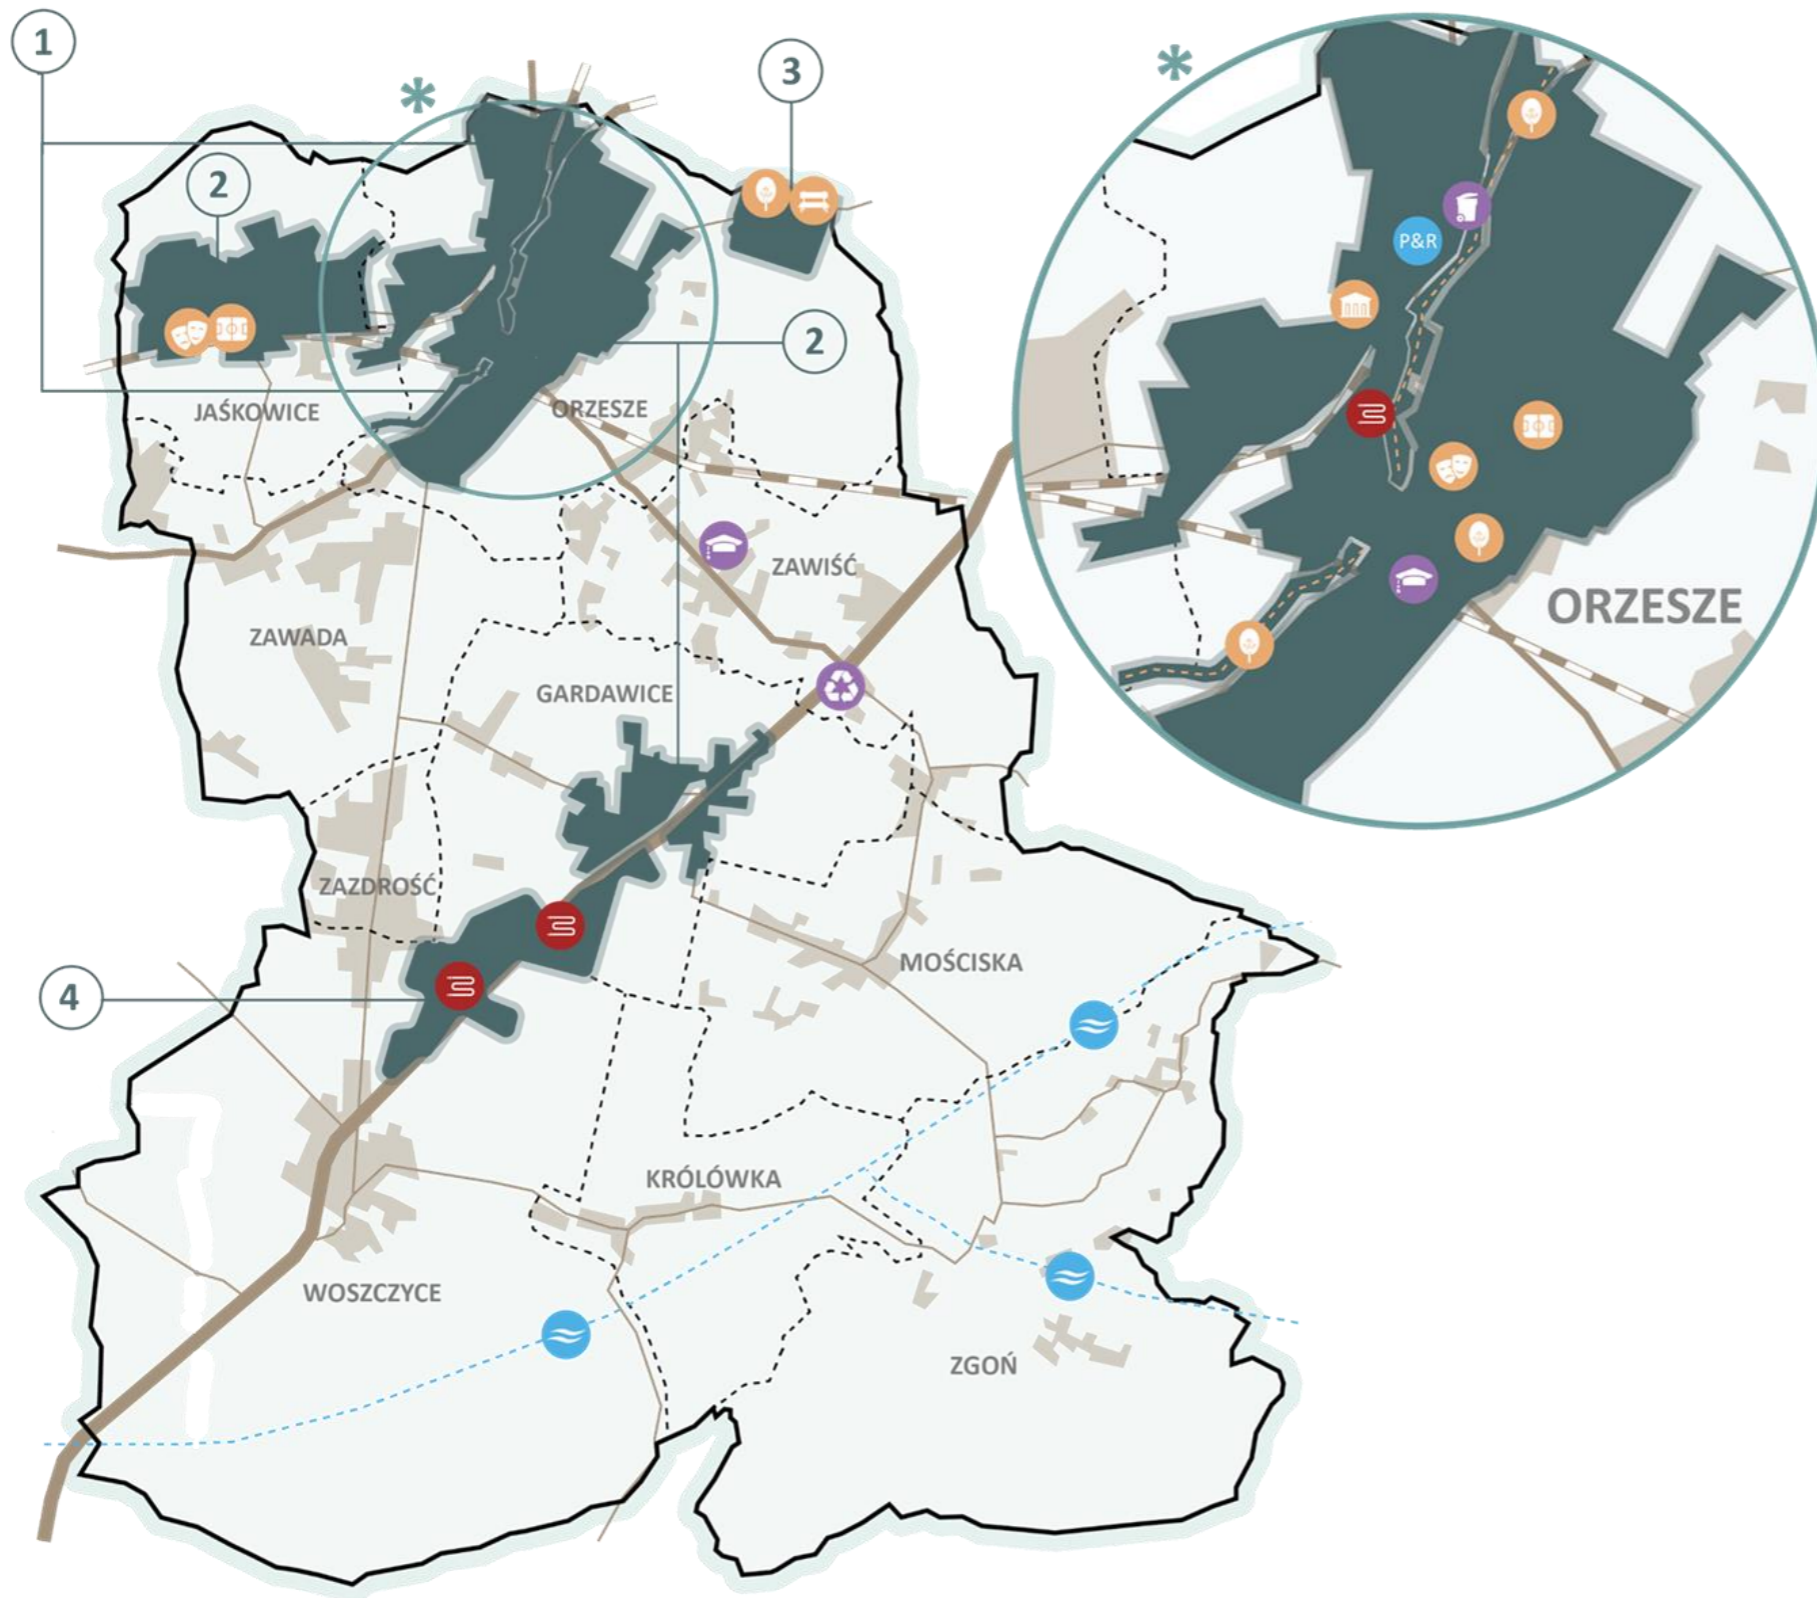 1
*
3
*
2
P&R
2
JAŚKOWICE
ORZESZE
ZAWIŚĆ
ORZESZE
ZAWADA
GARDAWICE
ZAZDROŚĆ
MOŚCISKA
4
KRÓLÓWKA
WOSZCZYCE
ZGOŃ